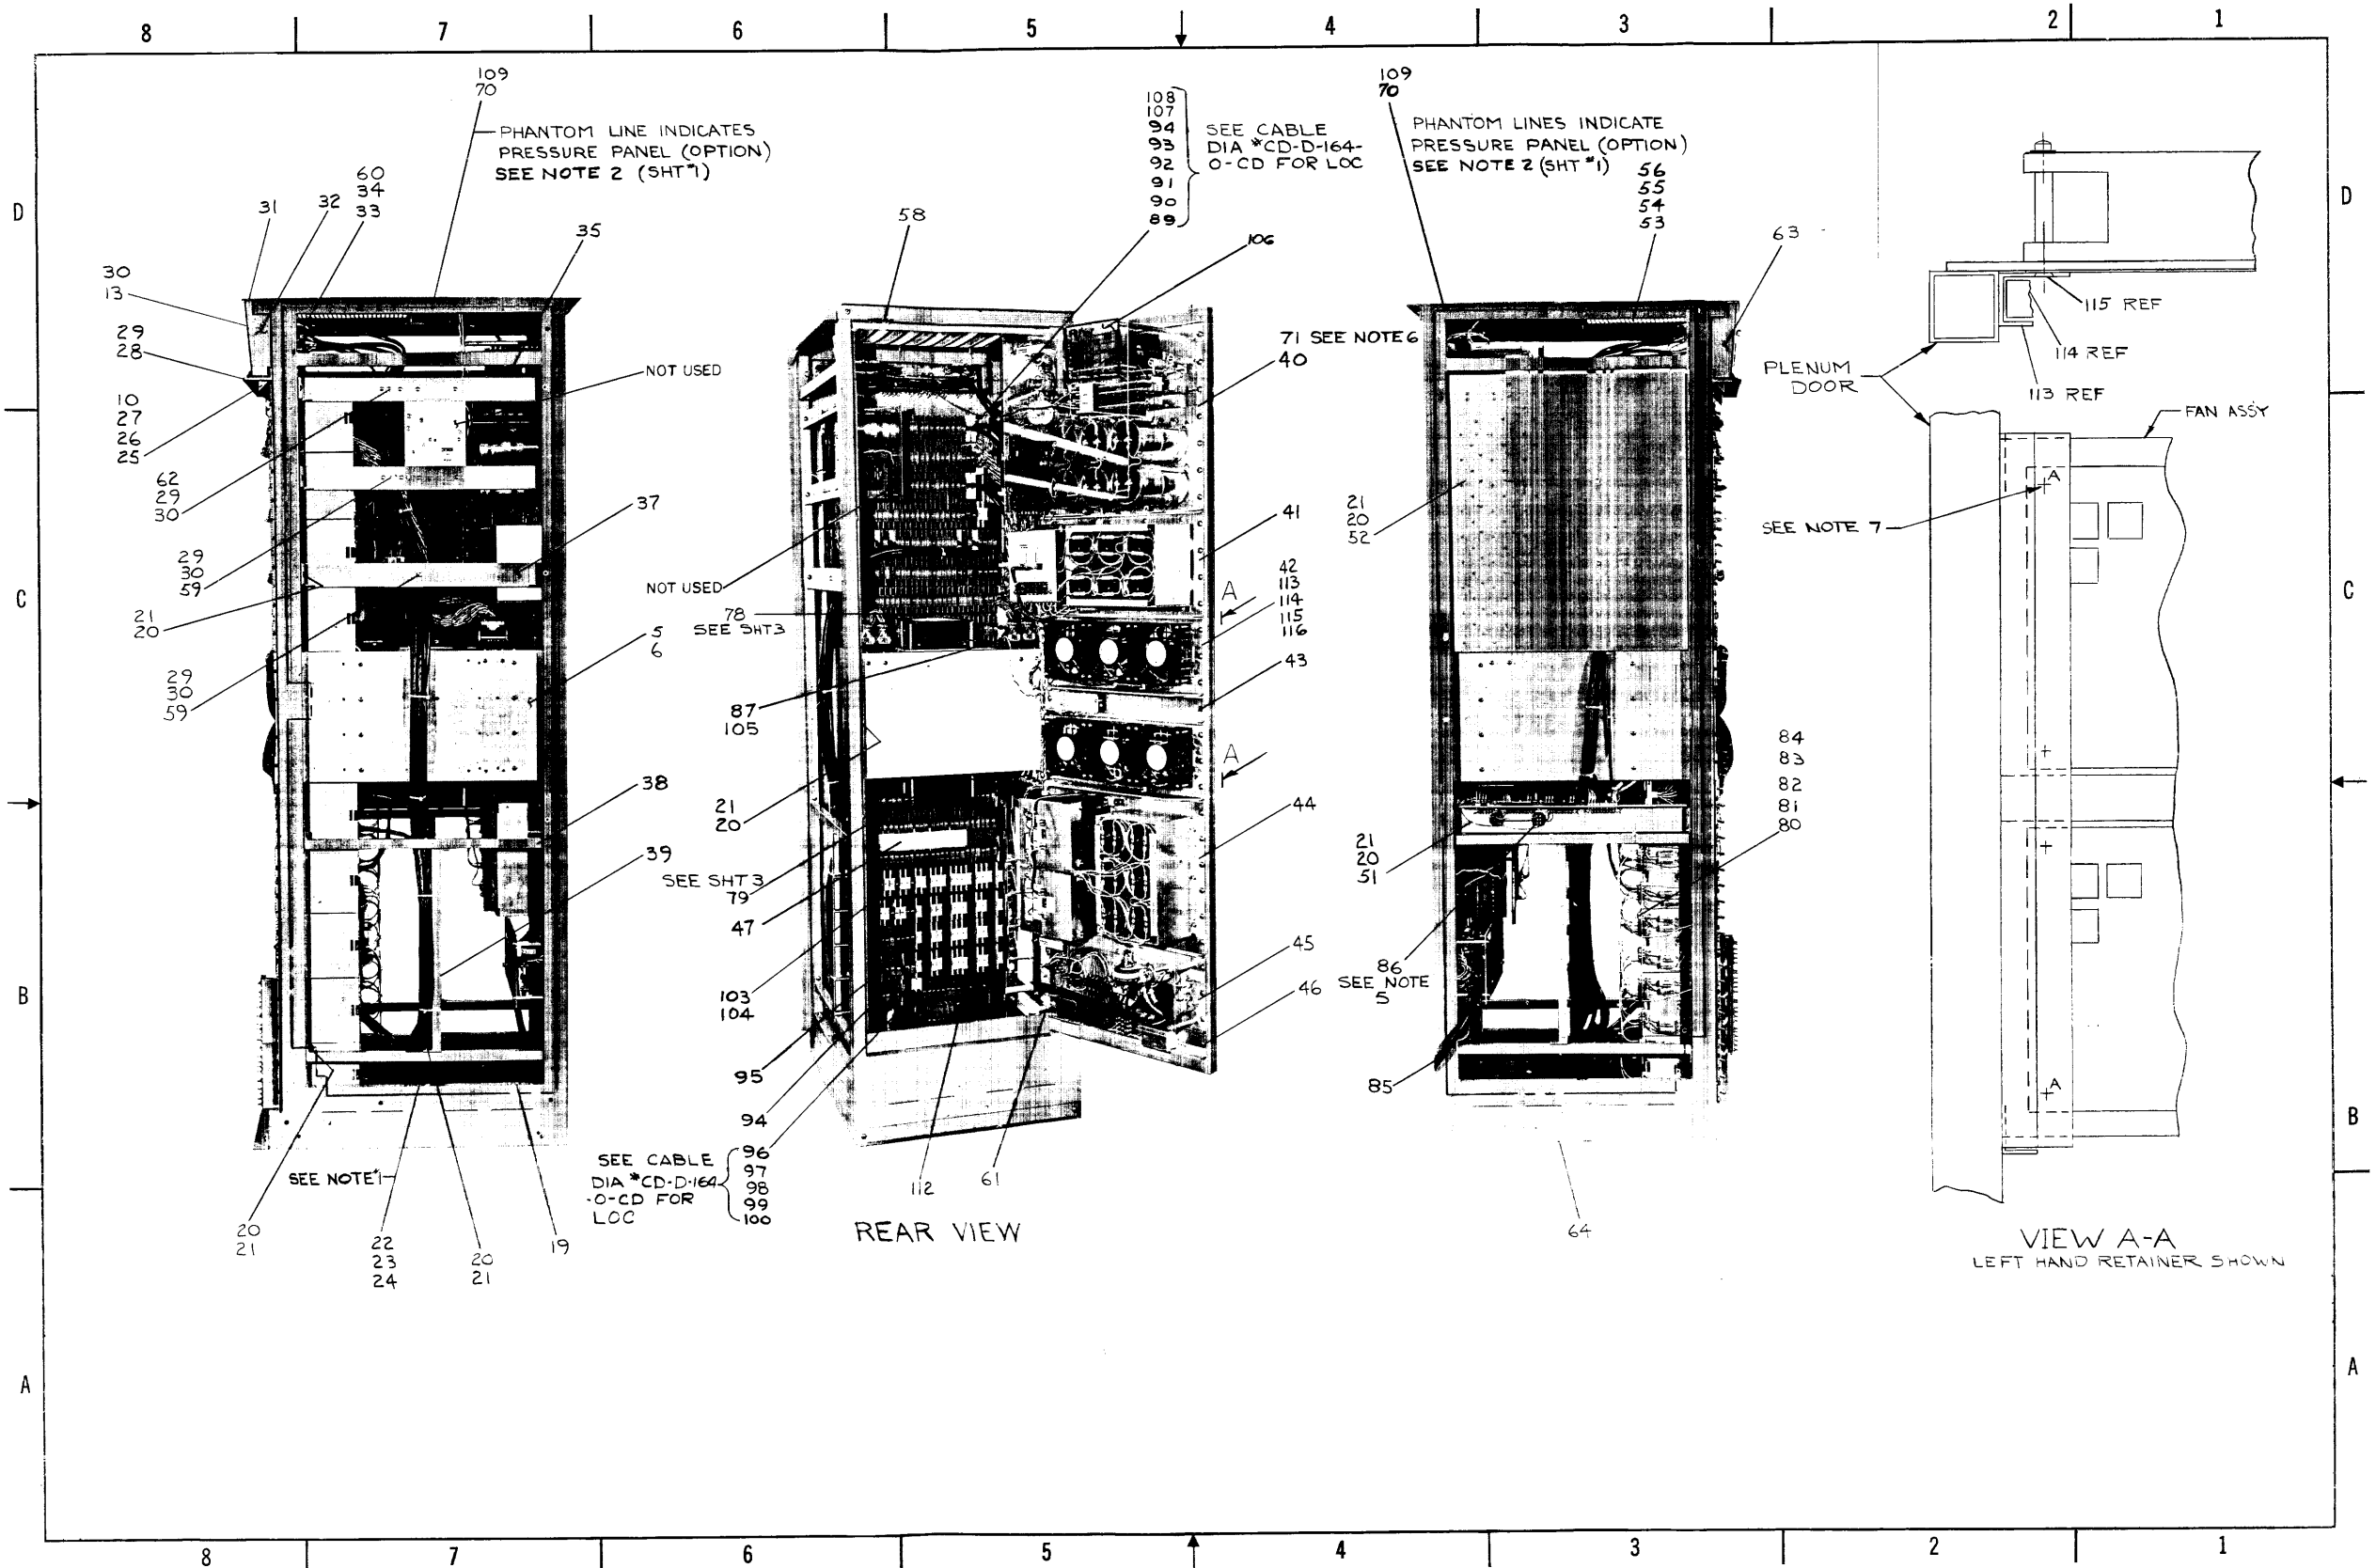 8 7 6 5 4 3 2 1
D
C
B
A
109
70
PHANTOM LINE INDICATES
PRESSURE PANEL (OPTION)
SEE NOTE 2 (SHT #1)
60
34
33
32
31
35
30
13
29
28
10
27
26
25
62
29
30
29
30
59
21
20
29
30
59
NOT USED
37
5
6
38
39
20
21
SEE NOTE #1
22
23
24
20
21
19
108
107
94
93
92
91
90
89
SEE CABLE
DIA *CD-D-164-
0-CD FOR LOC
58
106
71 SEE NOTE 6
40
41
42
113
114
115
116
43
44
45
46
A
A
NOT USED
78
SEE SHT 3
87
105
21
20
SEE SHT 3
79
47
103
104
95
94
SEE CABLE
DIA *CD-D-164
-0-CD FOR
LOC
96
97
98
99
100
112
61
REAR VIEW
109
70
PHANTOM LINES INDICATE
PRESSURE PANEL (OPTION)
SEE NOTE 2 (SHT #1)
56
55
54
53
63
21
20
52
84
83
82
81
80
21
20
51
86
SEE NOTE
5
85
64
115 REF
114 REF
113 REF
PLENUM
DOOR
FAN ASSY
A
SEE NOTE 7
A
VIEW A-A
LEFT HAND RETAINER SHOWN
D
C
B
A
8 7 6 5 4 3 2 1